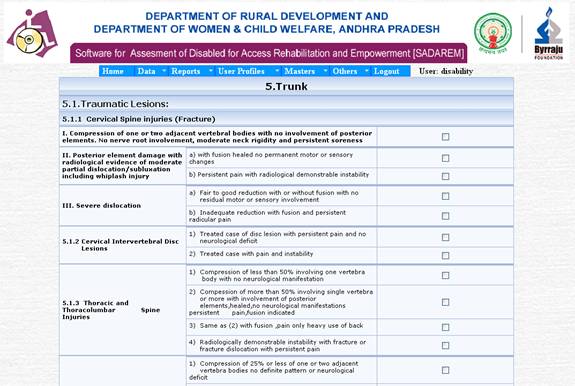 DEPARTMENT OF RURAL DEVELOPMENT AND
DEPARTMENT OF WOMEN & CHILD WELFARE, ANDHRA PRADESH
Software for Assesment of Disabled for Access Rehabilitation and Empowerment [SADAREM]
Byrraju
FOUNDATION
Home Data Reports User Profiles Masters Others Logout User: disability
5.Trunk
5.1.Traumatic Lesions:
5.1.1 Cervical Spine injuries (Fracture)
I. Compression of one or two adjacent vertebral bodies with no involvement of posterior
elements. No nerve root involvement, moderate neck rigidity and persistent soreness
II. Posterior element damage with
radiological evidence of moderate
partial dislocation/subluxation
including whiplash injury
a) with fusion healed no permanent motor or sensory
changes
b) Persistent pain with radiological demonstrable instability
III. Severe dislocation
a) Fair to good reduction with or without fusion with no
residual motor or sensory involvement
b) Inadequate reduction with fusion and persistent
radicular pain
5.1.2 Cervical Intervertebral Disc
Lesions
1) Treated case of disc lesion with persistent pain and no
neurological deficit
2) Treated case with pain and instability
5.1.3 Thoracic and
Thoracolumbar Spine
Injuries
1) Compression of less than 50% involving one vertebra
body with no neurological manifestation
2) Compession of more than 50% involving single vertebra
or more with involvement of posterior
elements,healed,no neurological manifestations
persistent pain,fusion indicated
3) Same as (2) with fusion ,pain only heavy use of back
4) Radiologically demonstrable instability with fracture or
fracture dislocation with persistent pain
1) Compression of 25% or less of one or two adjacent
vertebra bodies no definite pattern or neurological
deficit